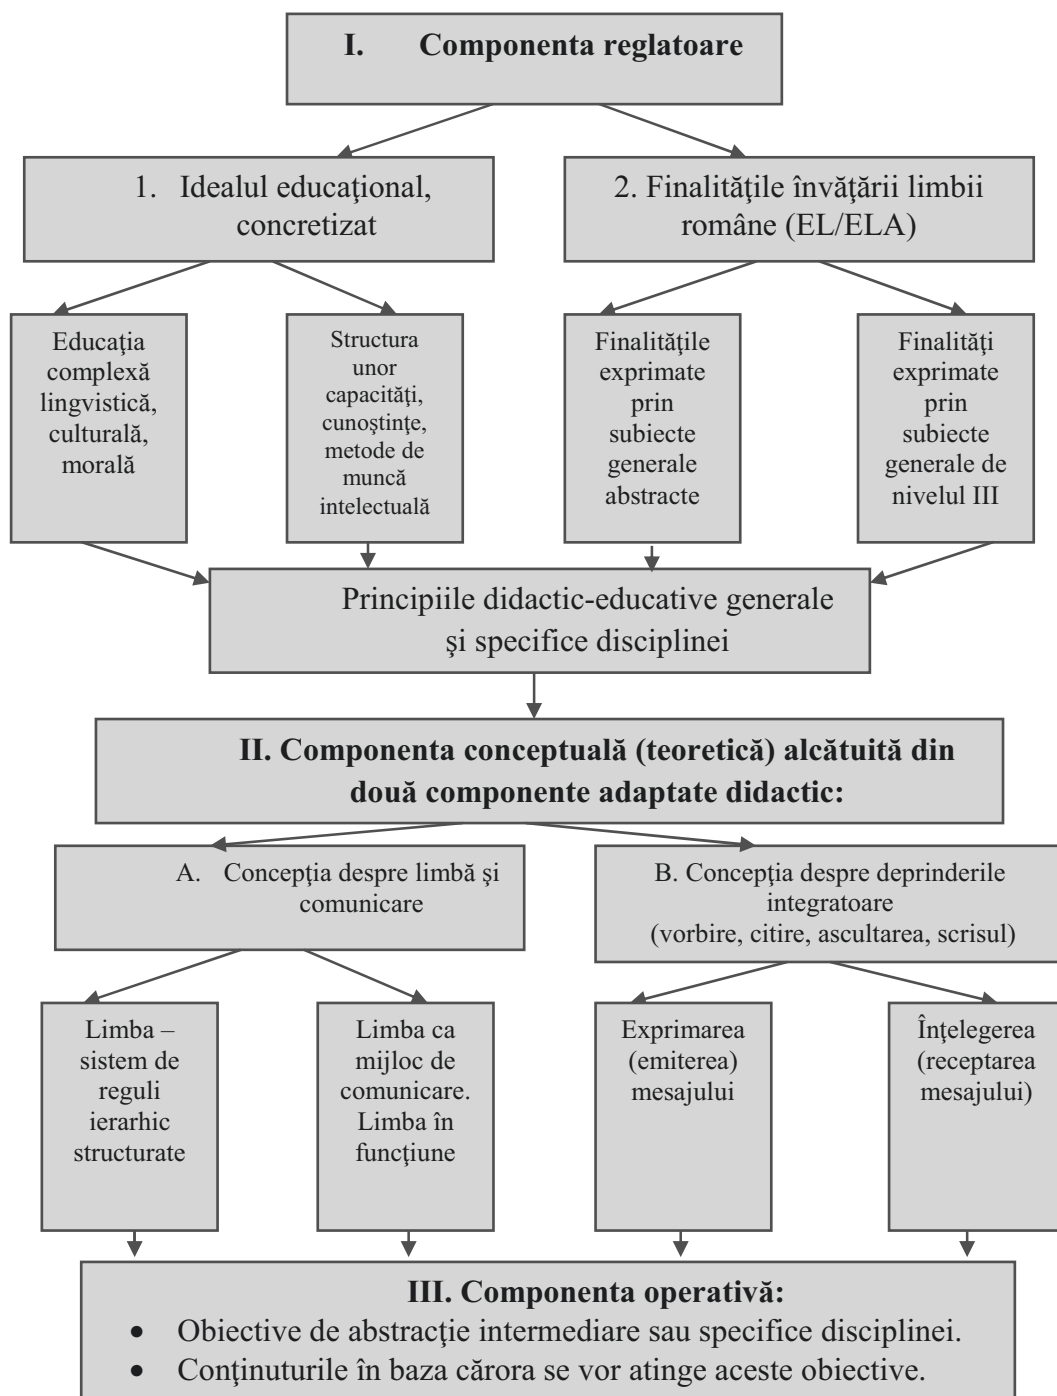 I. Componenta reglatoare
1. Idealul educaţional,
concretizat
2. Finalităţile învăţării limbii
române (EL/ELA)
Educaţia
complexă
lingvistică,
culturală,
morală
Structura
unor
capacităţi,
cunoştinţe,
metode de
muncă
intelectuală
Finalităţile
exprimate
prin
subiecte
generale
abstracte
Finalităţi
exprimate
prin
subiecte
generale de
nivelul III
Principiile didactic-educative generale
şi specifice disciplinei
II. Componenta conceptuală (teoretică) alcătuită din
două componente adaptate didactic:
A. Concepţia despre limbă şi
comunicare
B. Concepţia despre deprinderile
integratoare
(vorbire, citire, ascultarea, scrisul)
Limba –
sistem de
reguli
ierarhic
structurate
Limba ca
mijloc de
comunicare.
Limba în
funcţiune
Exprimarea
(emiterea)
mesajului
Înţelegerea
(receptarea
mesajului)
III. Componenta operativă:
• Obiective de abstracţie intermediare sau specifice disciplinei.
• Conţinuturile în baza cărora se vor atinge aceste obiective.